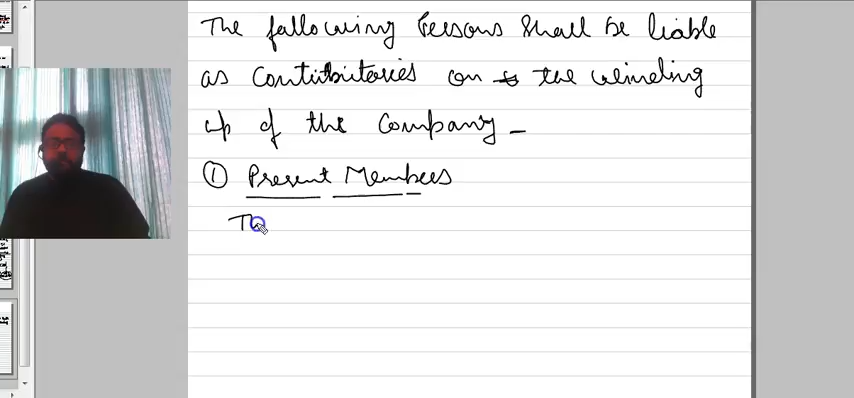 The following Persons Shall be liable
as Contributories on the winding
up of the Company -
① Present Members